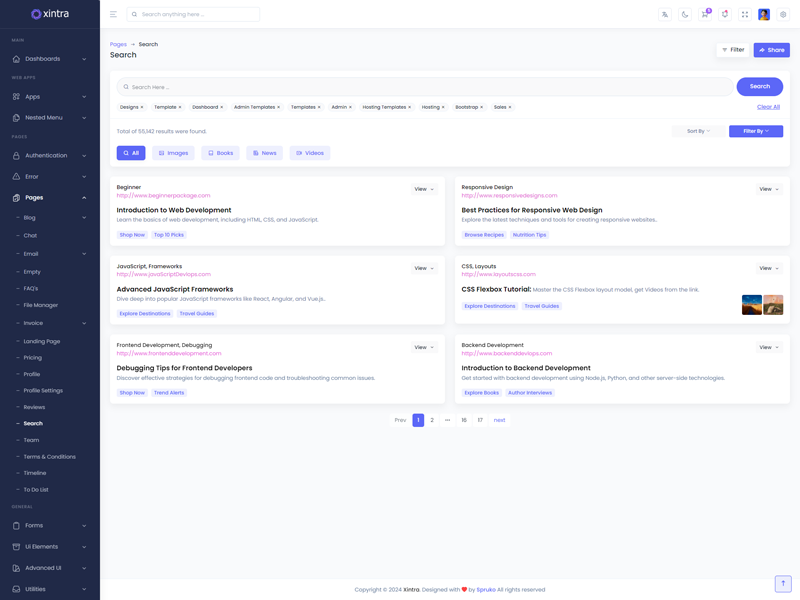 xintra
Search anything here ...
5
MAIN
Dashboards
WEB APPS
Apps
Nested Menu
PAGES
Authentication
Error
Pages
Blog
Chat
Email
Empty
FAQ's
File Manager
Invoice
Landing Page
Pricing
Profile
Profile Settings
Reviews
Search
Team
Terms & Conditions
Timeline
To Do List
GENERAL
Forms
Ui Elements
Advanced UI
Utilities
Pages → Search
Search
Filter
Share
Search Here ...
Search
Designs × Template × Dashboard × Admin Templates × Templates × Admin × Hosting Templates × Hosting × Bootstrap × Sales ×
Clear All
Total of 55,142 results were found.
Sort By
Filter By
All Images Books News Videos
Beginner
View
http://www.beginnerpackage.com
Introduction to Web Development
Learn the basics of web development, including HTML, CSS, and JavaScript.
Shop Now Top 10 Picks
Responsive Design
View
http://www.responsivedesigns.com
Best Practices for Responsive Web Design
Explore the latest techniques and tools for creating responsive websites..
Browse Recipes Nutrition Tips
JavaScript, Frameworks
View
http://www.javaScriptDevlops.com
Advanced JavaScript Frameworks
Dive deep into popular JavaScript frameworks like React, Angular, and Vue.js..
Explore Destinations Travel Guides
CSS, Layouts
View
http://www.layoutscss.com
CSS Flexbox Tutorial: Master the CSS Flexbox layout model, get Videos from the link.
Explore Destinations Travel Guides
Frontend Development, Debugging
View
http://www.frontenddevelopment.com
Debugging Tips for Frontend Developers
Discover effective strategies for debugging frontend code and troubleshooting common issues.
Shop Now Trend Alerts
Backend Development
View
http://www.backenddevlops.com
Introduction to Backend Development
Get started with backend development using Node.js, Python, and other server-side technologies.
Explore Books Author Interviews
Prev 1 2 ••• 16 17 next
Copyright © 2024 Xintra. Designed with ❤ by Spruko All rights reserved